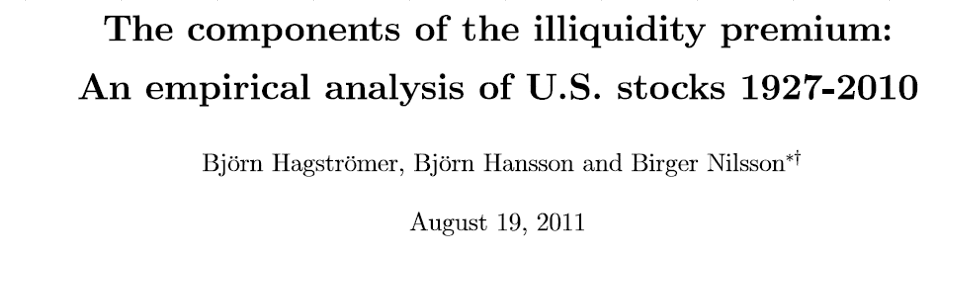 The components of the illiquidity premium:
An empirical analysis of U.S. stocks 1927-2010
Björn Hagströmer, Björn Hansson and Birger Nilsson*†
August 19, 2011